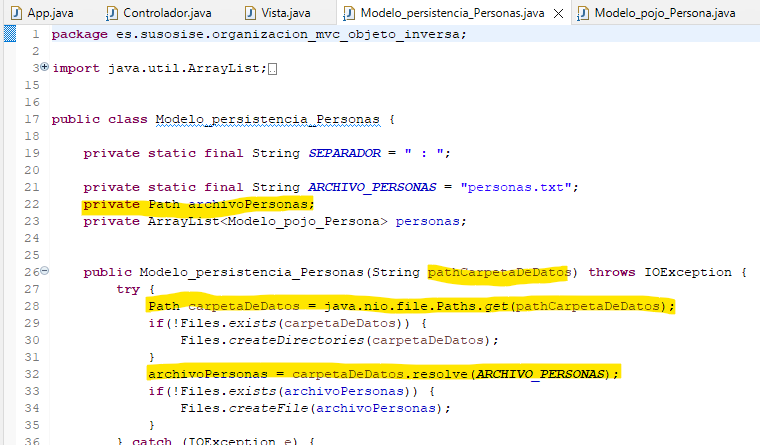 App.java Controlador.java Vista.java Modelo_persistencia_Personas.java Modelo_pojo_Persona.java
1 package es.susosise.organizacion_mvc_objeto_inversa;
2
3 import java.util.ArrayList;
15
16
17 public class Modelo_persistencia_Personas {
18
19 private static final String SEPARADOR = " : ";
20
21 private static final String ARCHIVO_PERSONAS = "personas.txt";
22 private Path archivoPersonas;
23 private ArrayList<Modelo_pojo_Persona> personas;
24
25
26 public Modelo_persistencia_Personas(String pathCarpetaDeDatos) throws IOException {
27 try {
28 Path carpetaDeDatos = java.nio.file.Paths.get(pathCarpetaDeDatos);
29 if(!Files.exists(carpetaDeDatos)) {
30 Files.createDirectories(carpetaDeDatos);
31 }
32 archivoPersonas = carpetaDeDatos.resolve(ARCHIVO_PERSONAS);
33 if(!Files.exists(archivoPersonas)) {
34 Files.createFile(archivoPersonas);
35 }
36 } catch (IOException e) {